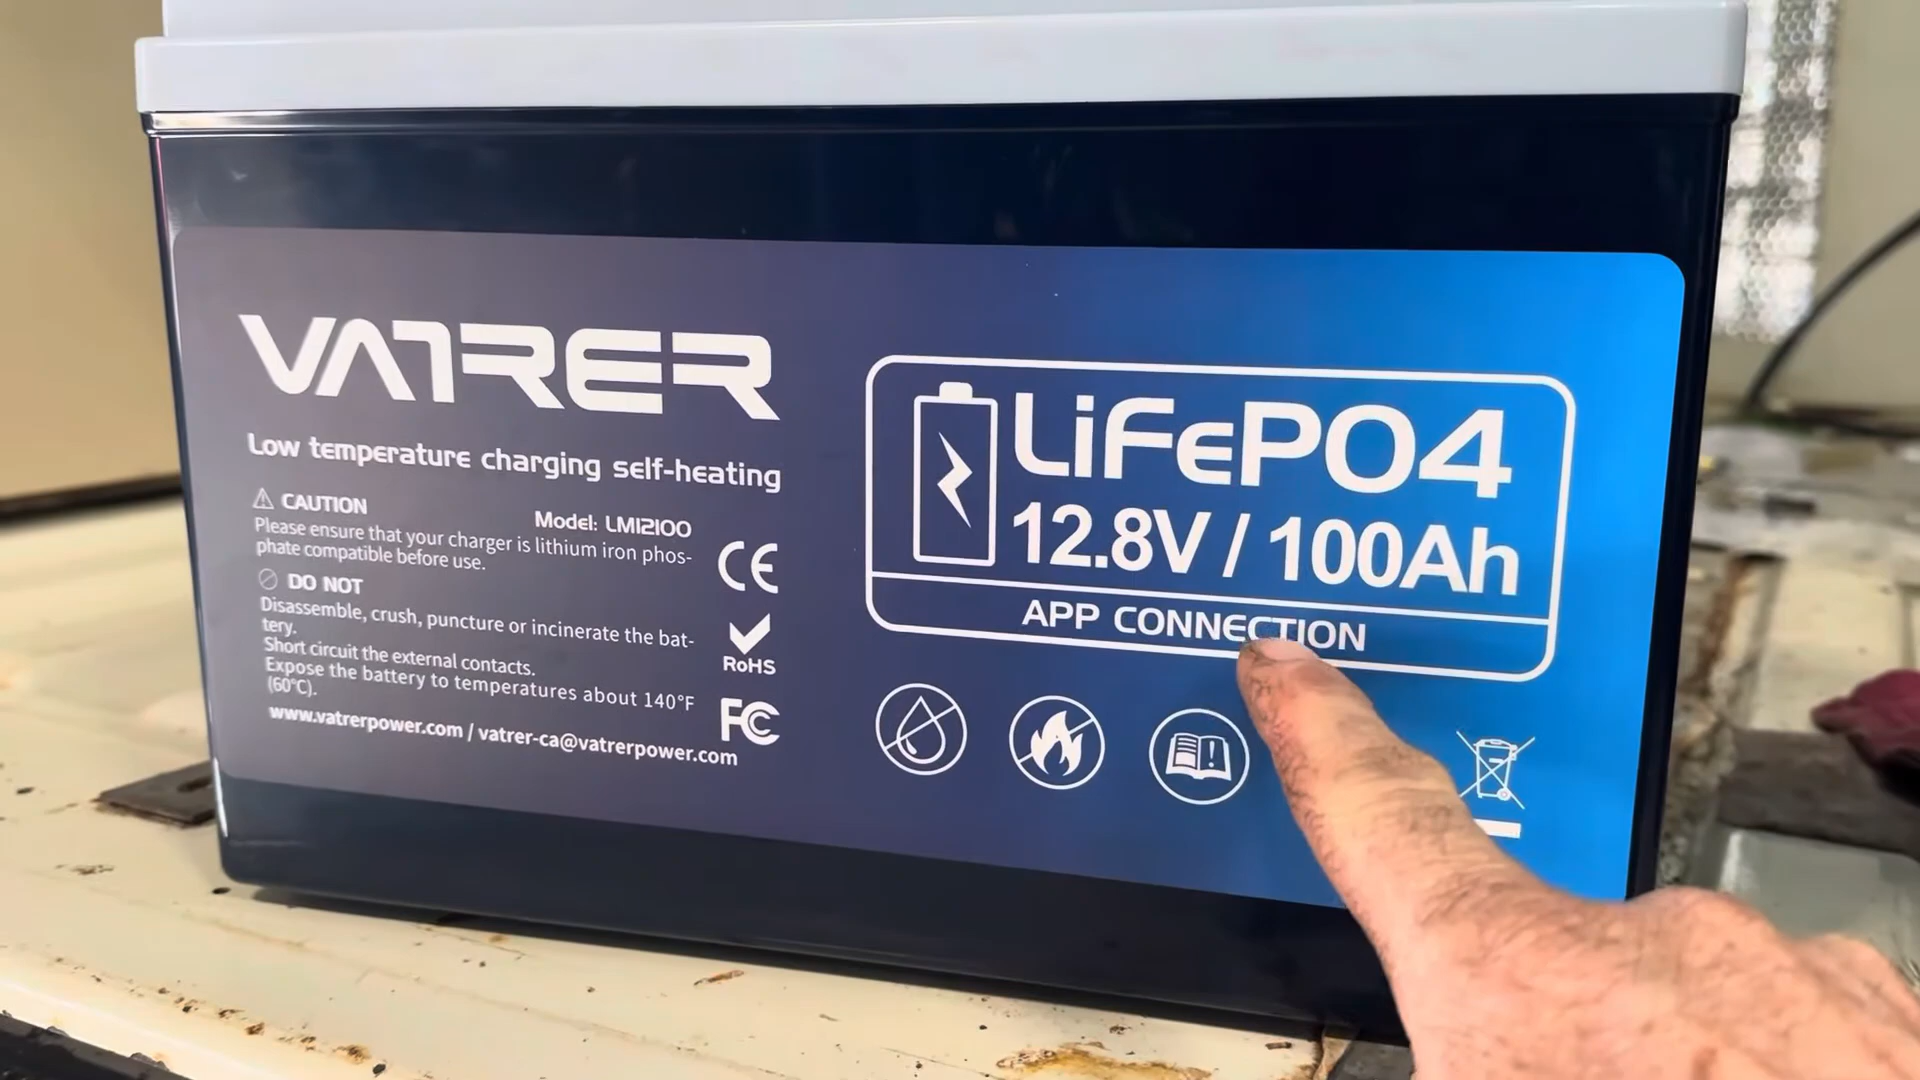 VATRER
Low temperature charging self-heating
CAUTION
Model: LM12100
Please ensure that your charger is lithium iron phos-
phate compatible before use.
DO NOT
Disassemble, crush, puncture or incinerate the bat-
tery.
Short circuit the external contacts.
Expose the battery to temperatures about 140°F
(60°C).
www.vatrerpower.com / vatrer-ca@vatrerpower.com
CE
RoHS
FC
LiFePO4
12.8V / 100Ah
APP CONNECTION